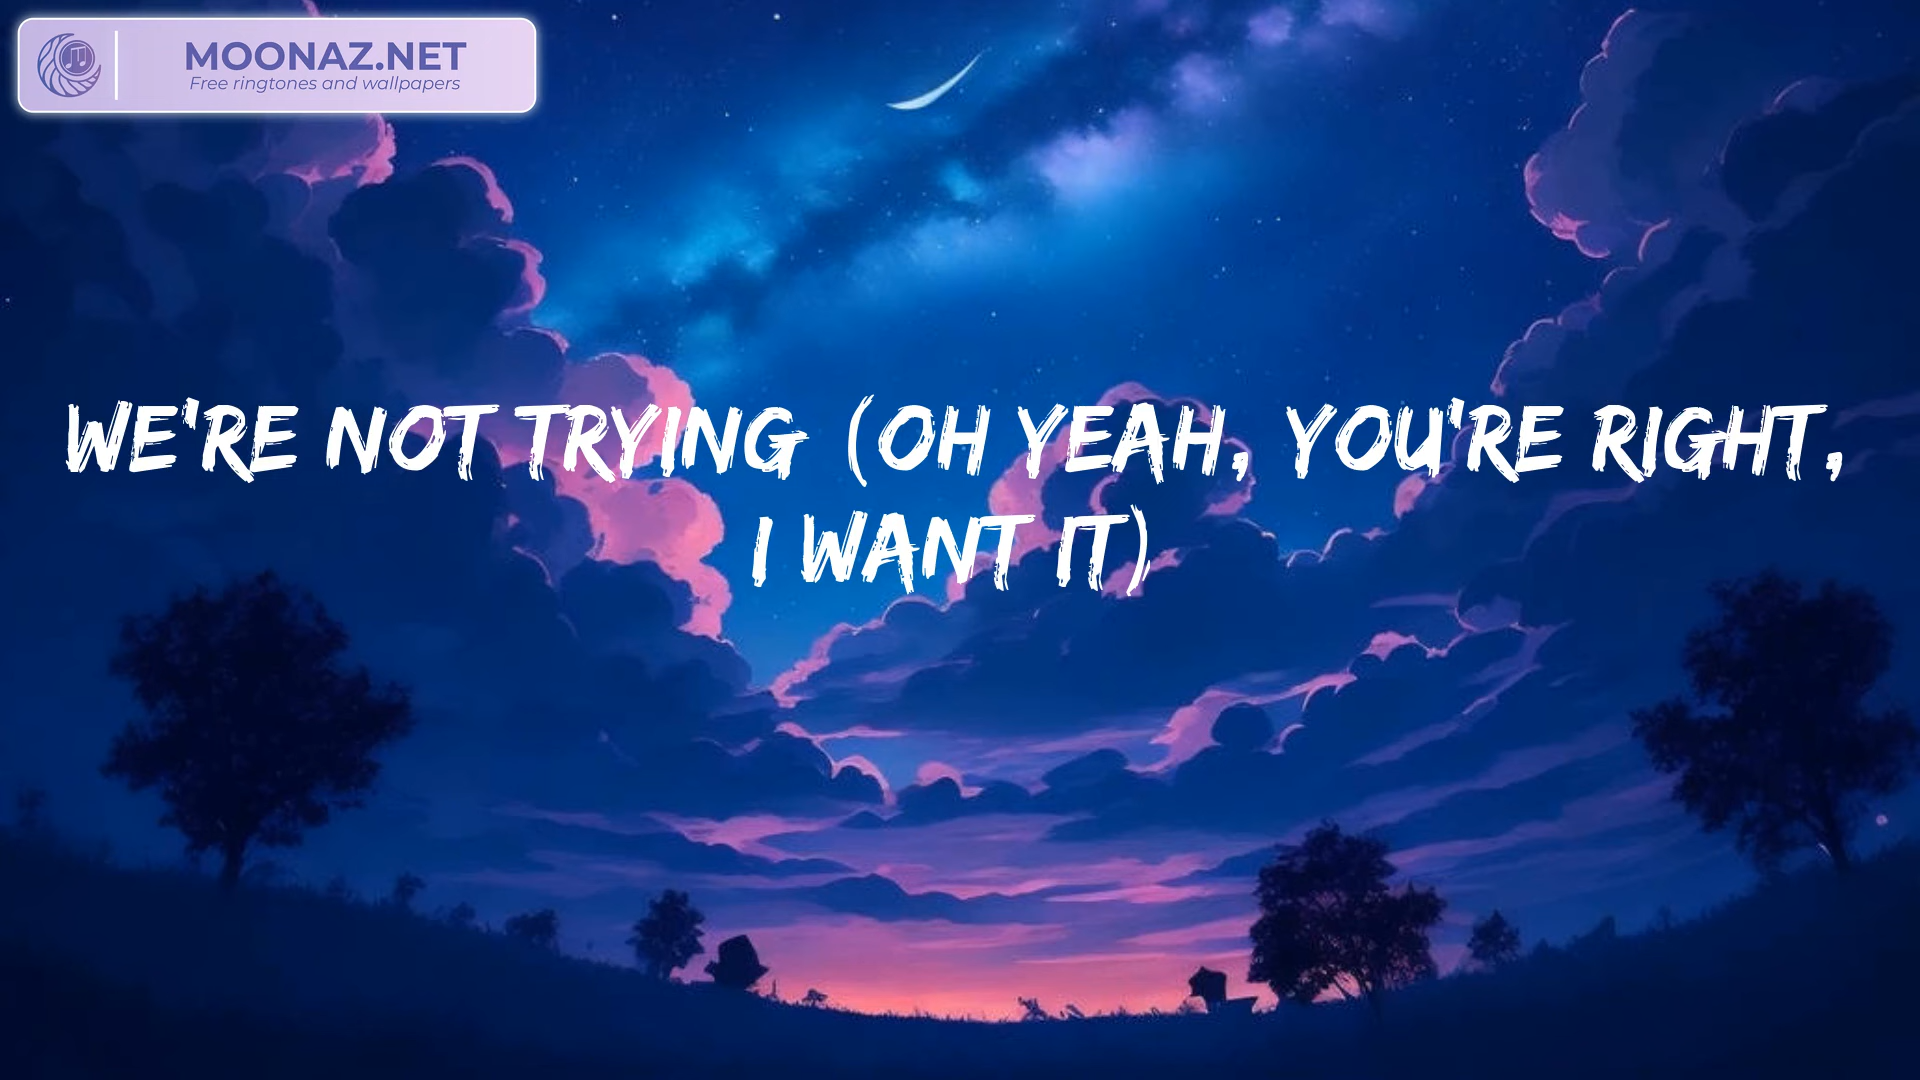 MOONAZ.NET
Free ringtones and wallpapers
WE'RE NOT TRYING (OH YEAH, YOU'RE RIGHT,
I WANT IT)